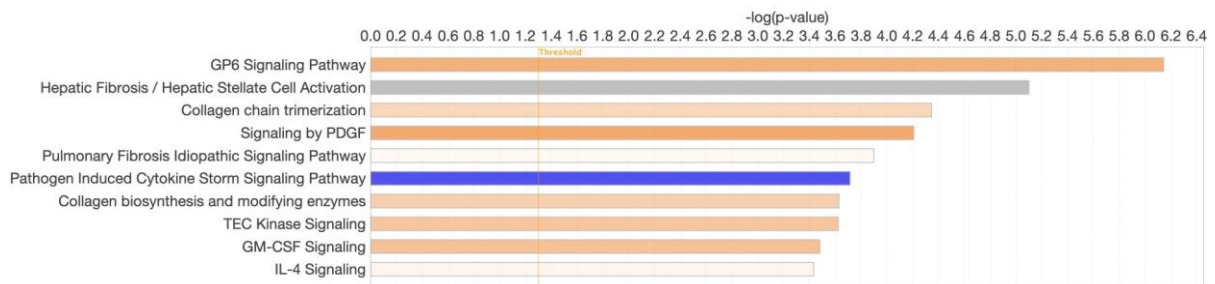 -log(p-value)
0.0 0.2 0.4 0.6 0.8 1.0 1.2 1.4 1.6 1.8 2.0 2.2 2.4 2.6 2.8 3.0 3.2 3.4 3.6 3.8 4.0 4.2 4.4 4.6 4.8 5.0 5.2 5.4 5.6 5.8 6.0 6.2 6.4
Threshold
GP6 Signaling Pathway
Hepatic Fibrosis / Hepatic Stellate Cell Activation
Collagen chain trimerization
Signaling by PDGF
Pulmonary Fibrosis Idiopathic Signaling Pathway
Pathogen Induced Cytokine Storm Signaling Pathway
Collagen biosynthesis and modifying enzymes
TEC Kinase Signaling
GM-CSF Signaling
IL-4 Signaling